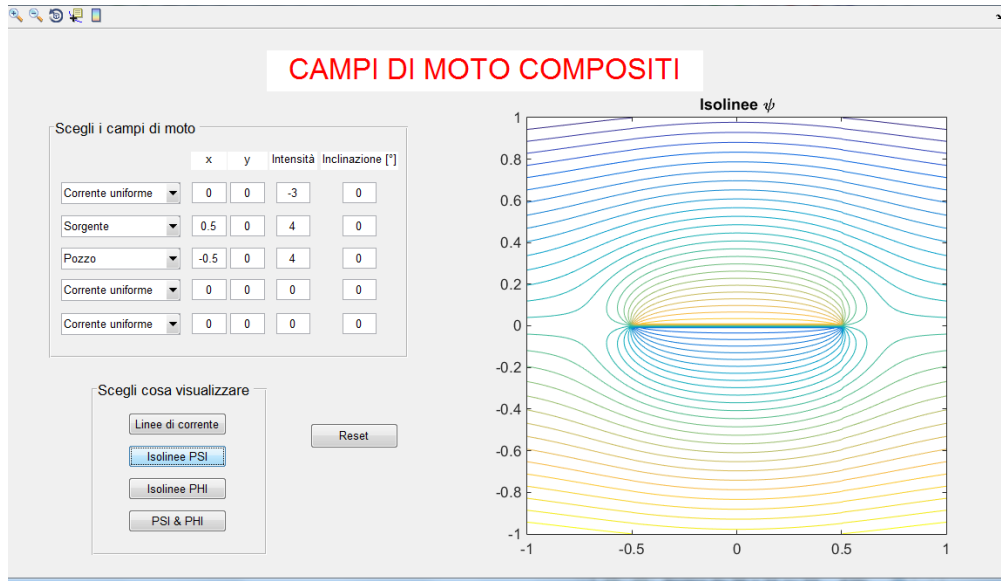 CAMPI DI MOTO COMPOSITI
Scegli i campi di moto
x y Intensità Inclinazione [°]
Corrente uniforme 0 0 -3 0
Sorgente 0.5 0 4 0
Pozzo -0.5 0 4 0
Corrente uniforme 0 0 0 0
Corrente uniforme 0 0 0 0
Scegli cosa visualizzare
Linee di corrente
Isolinee PSI
Isolinee PHI
PSI & PHI
Reset
Isolinee ψ
1
0.8
0.6
0.4
0.2
0
-0.2
-0.4
-0.6
-0.8
-1
-1 -0.5 0 0.5 1